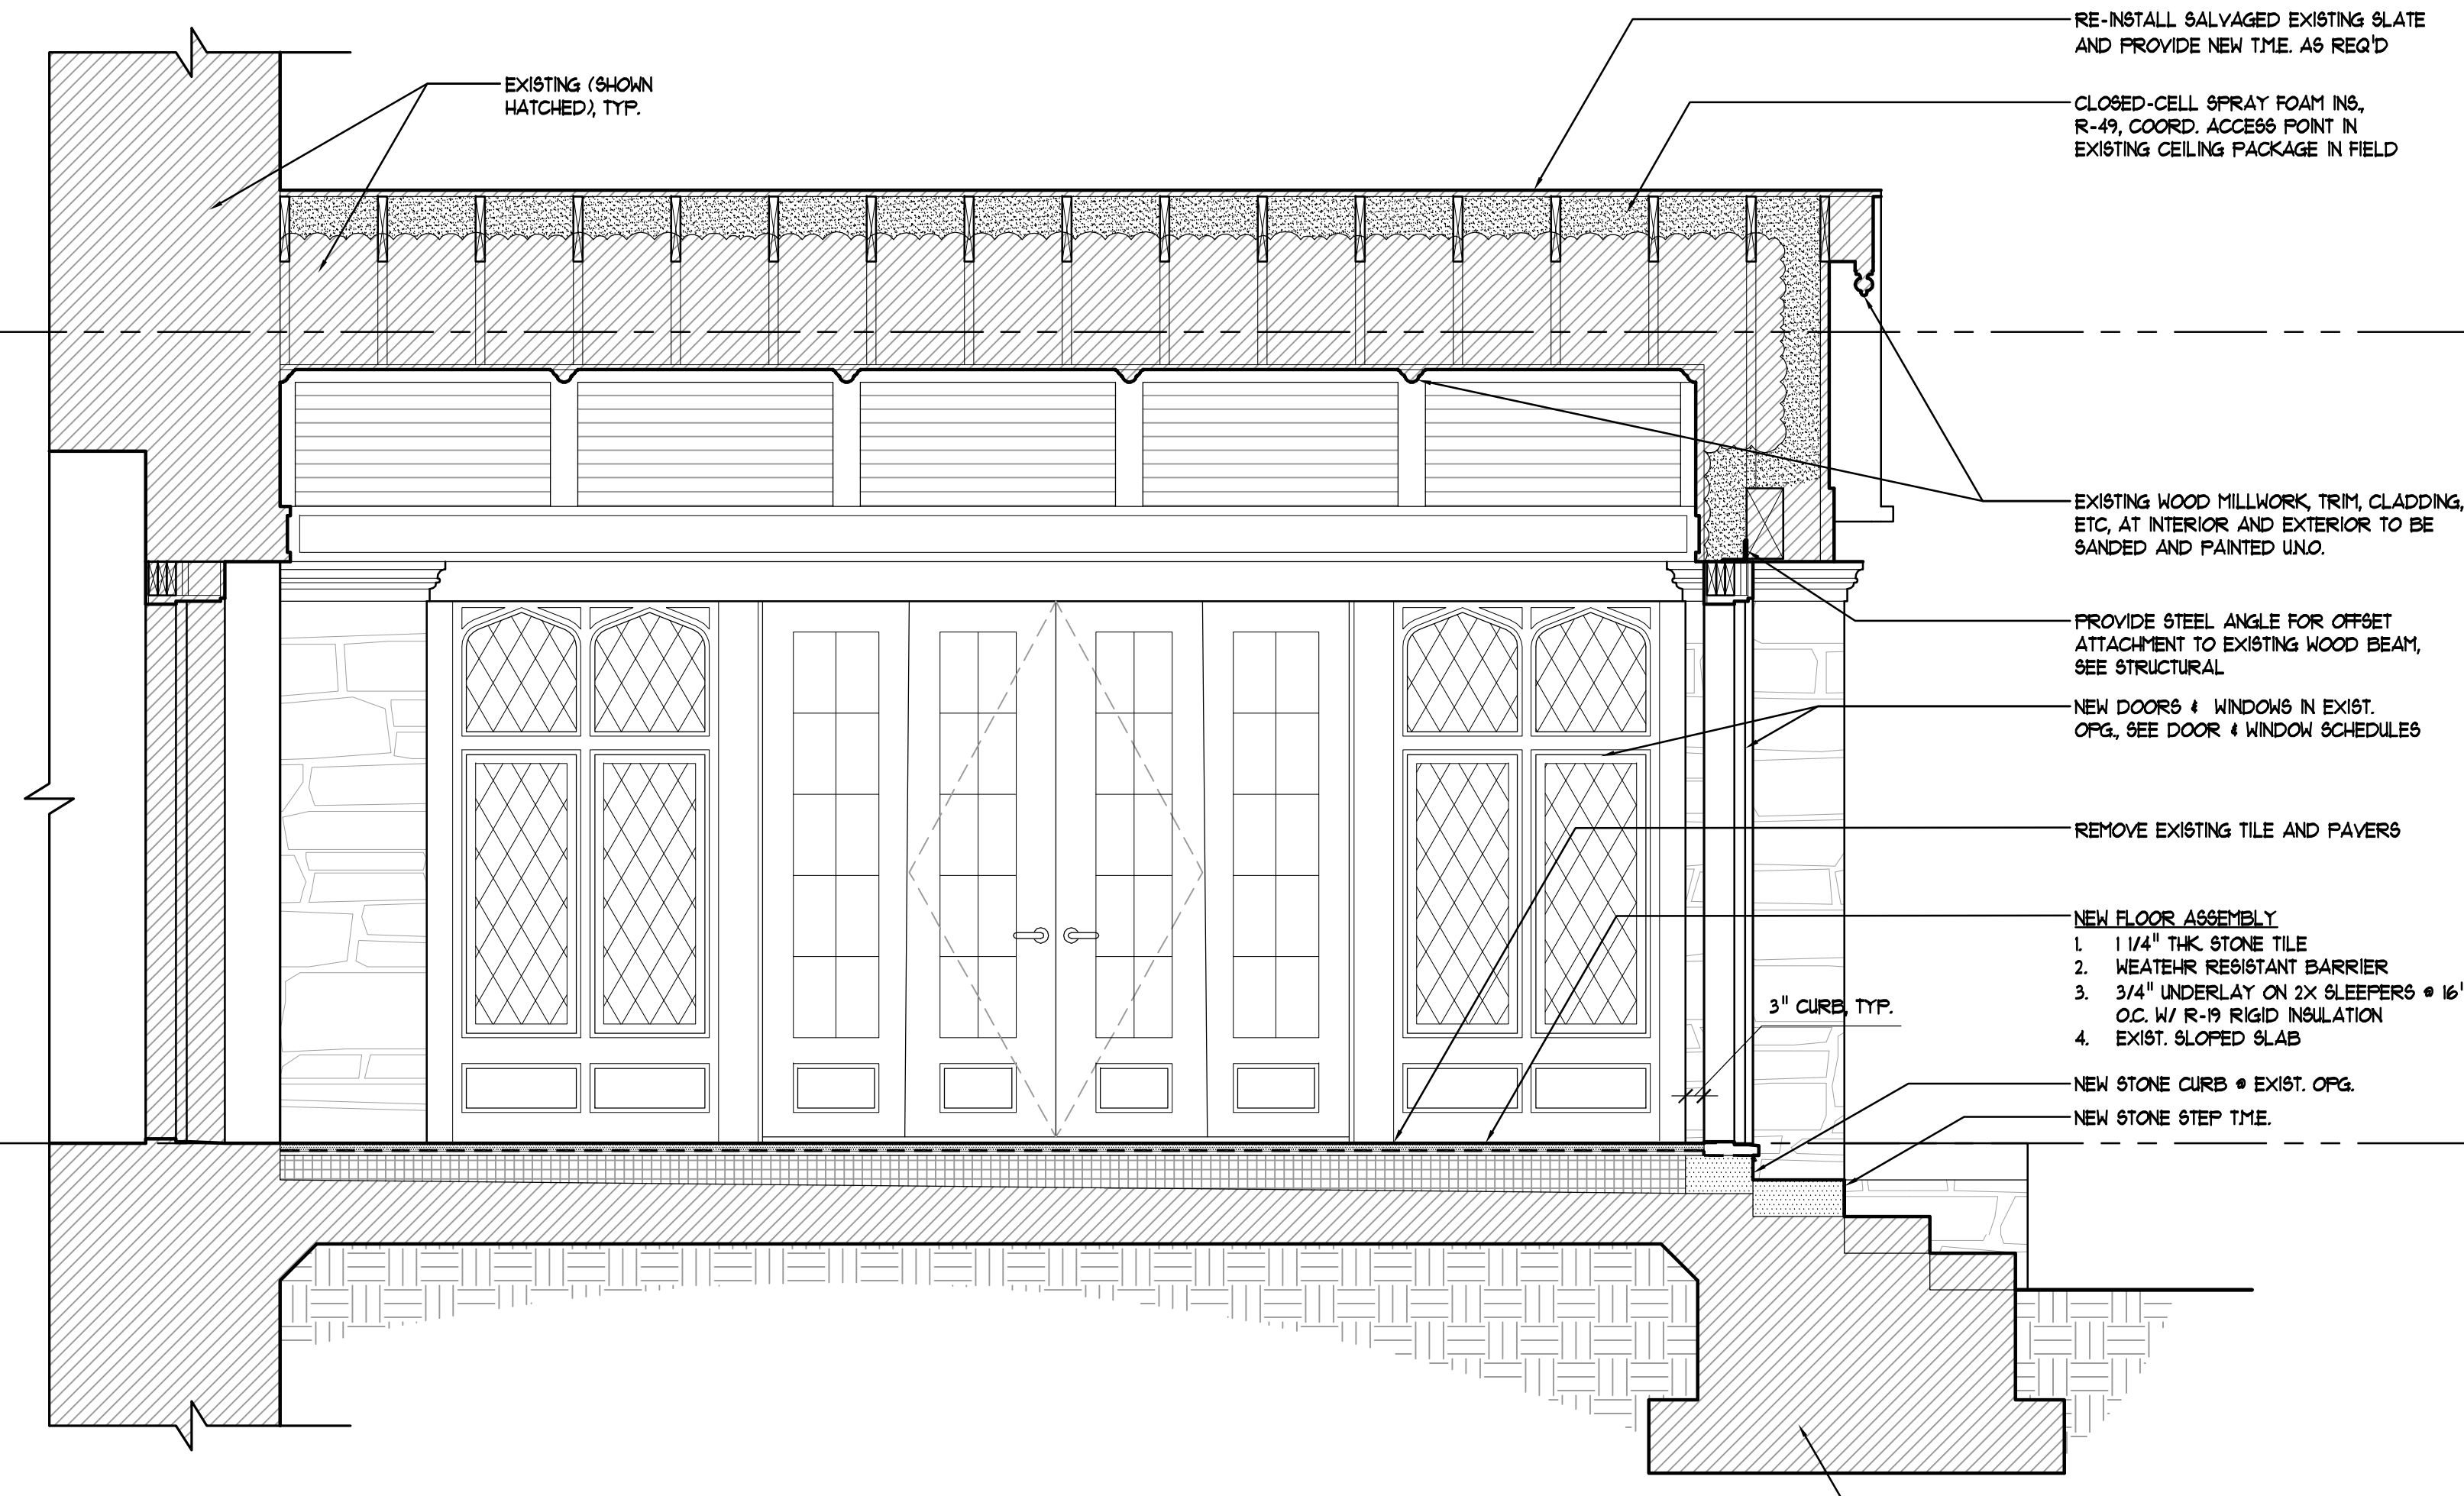 RE-INSTALL SALVAGED EXISTING SLATE
AND PROVIDE NEW T.M.E. AS REQ'D
EXISTING (SHOWN
HATCHED), TYP.
CLOSED-CELL SPRAY FOAM INS.,
R-49, COORD. ACCESS POINT IN
EXISTING CEILING PACKAGE IN FIELD
EXISTING WOOD MILLWORK, TRIM, CLADDING,
ETC, AT INTERIOR AND EXTERIOR TO BE
SANDED AND PAINTED U.N.O.
PROVIDE STEEL ANGLE FOR OFFSET
ATTACHMENT TO EXISTING WOOD BEAM,
SEE STRUCTURAL
NEW DOORS & WINDOWS IN EXIST.
OPG., SEE DOOR & WINDOW SCHEDULES
REMOVE EXISTING TILE AND PAVERS
NEW FLOOR ASSEMBLY
1. 1 1/4" THK. STONE TILE
2. WEATEHR RESISTANT BARRIER
3. 3/4" UNDERLAY ON 2X SLEEPERS @ 16"
O.C. W/ R-19 RIGID INSULATION
4. EXIST. SLOPED SLAB
3" CURB, TYP.
NEW STONE CURB @ EXIST. OPG.
NEW STONE STEP T.M.E.